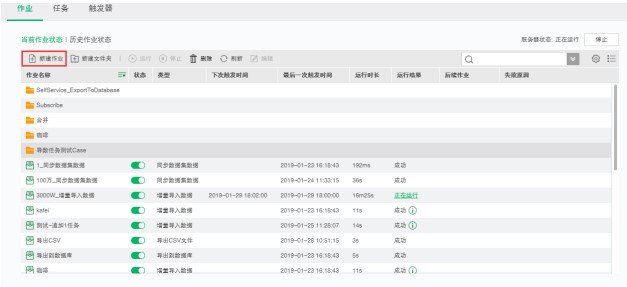 作业 任务 触发器
当前作业状态 | 历史作业状态 服务器状态: 正在运行 停止
新建作业 新建文件夹 运行 停止 删除 刷新 编辑
作业名称 状态 类型 下次触发时间 最后一次触发时间 运行时长 运行结果 后续作业 失败原因
SelfService_ExportToDatabase
Subscribe
合并
咖啡
导数任务测试Case
1_同步数据集数据 同步数据集数据 2019-01-23 16:18:43 192ms 成功
100万_同步数据集数据 同步数据集数据 2019-01-24 11:33:15 36s 成功
3000W_增量导入数据 增量导入数据 2019-01-29 18:02:00 2019-01-29 18:00:00 16m25s 正在运行
kafei 增量导入数据 2019-01-23 16:18:43 11s 成功
测试-追加1任务 增量导入数据 2019-01-25 11:28:07 14s 成功
导出CSV 导出CSV文件 2019-01-28 10:51:15 3s 成功
导出到数据库 导出到数据库 2019-01-23 16:18:43 5s 成功
咖啡 增量导入数据 2019-01-23 16:18:43 11s 成功